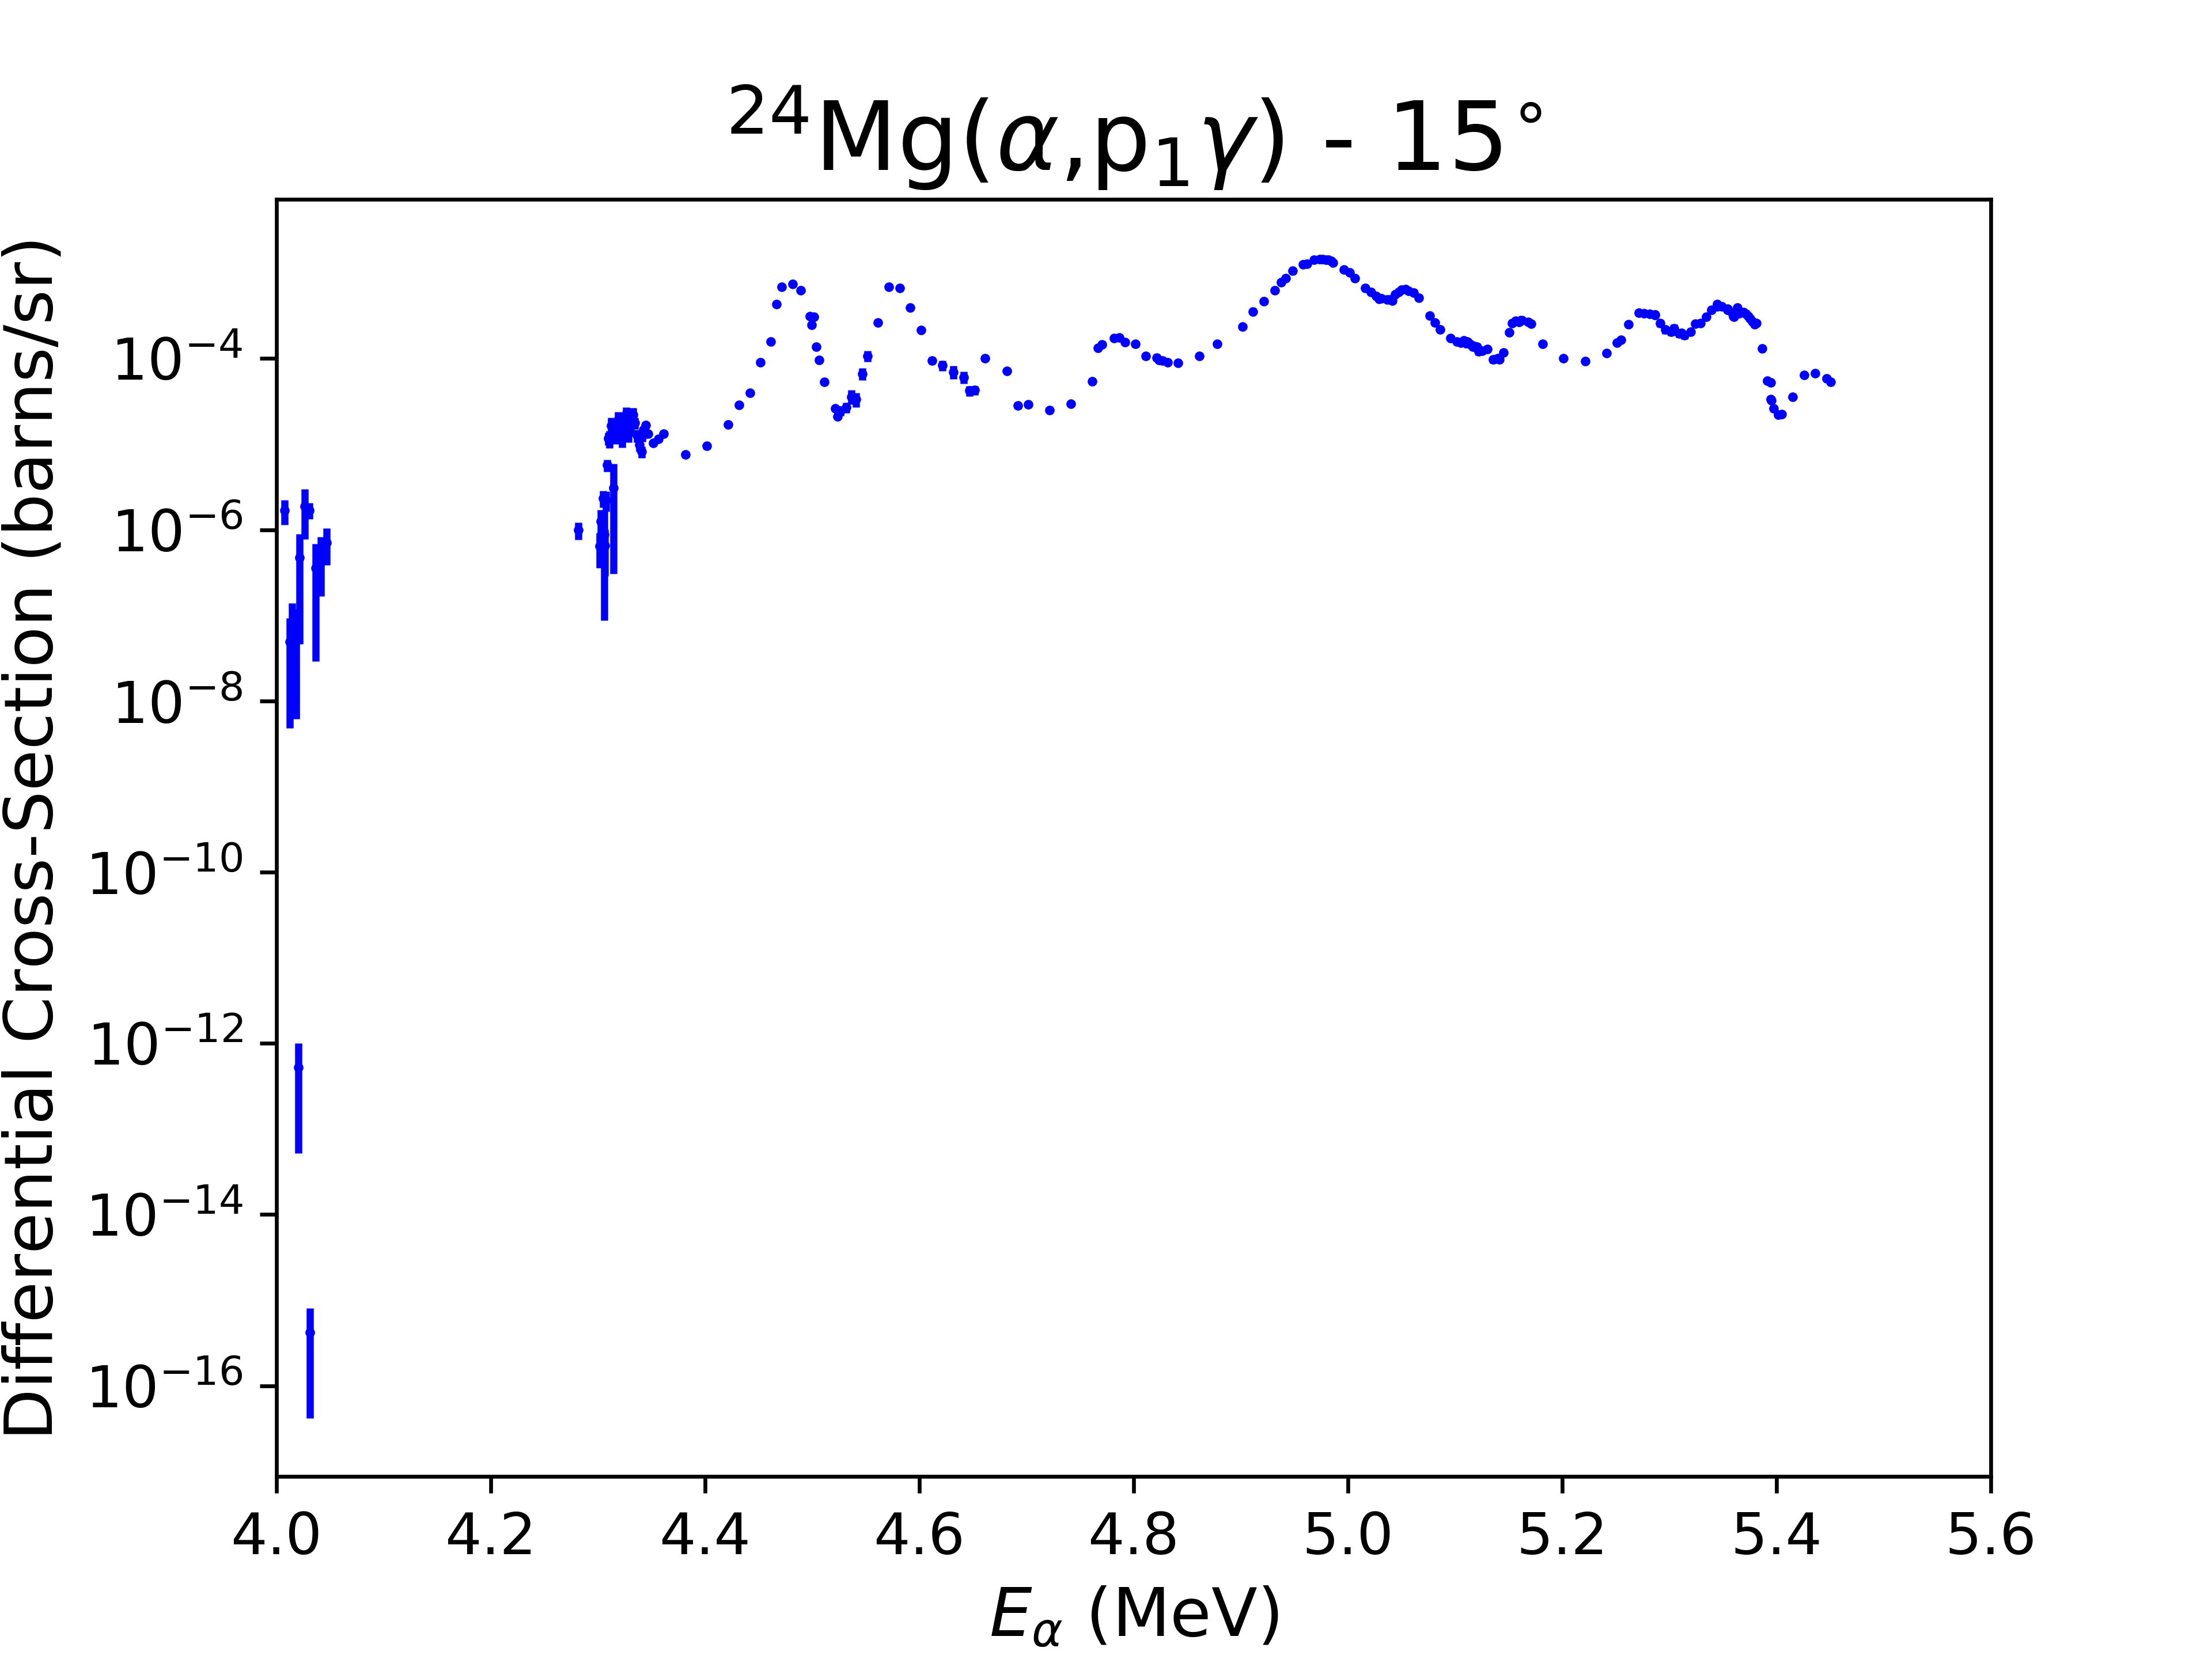 ²⁴Mg(α,p₁γ) - 15°
Differential Cross-Section (barns/sr)
10⁻⁴
10⁻⁶
10⁻⁸
10⁻¹⁰
10⁻¹²
10⁻¹⁴
10⁻¹⁶
4.0 4.2 4.4 4.6 4.8 5.0 5.2 5.4 5.6
Eα (MeV)